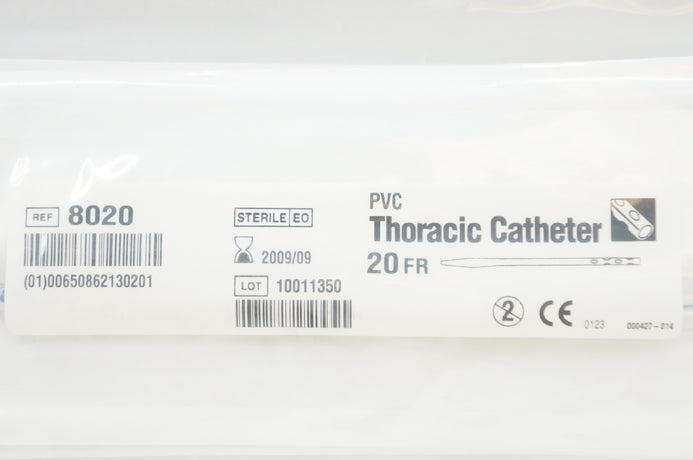 REF 8020
(01)00650862130201
STERILE EO
2009/09
LOT 10011350
PVC
Thoracic Catheter
20 FR
2 CE 0123 000427-014